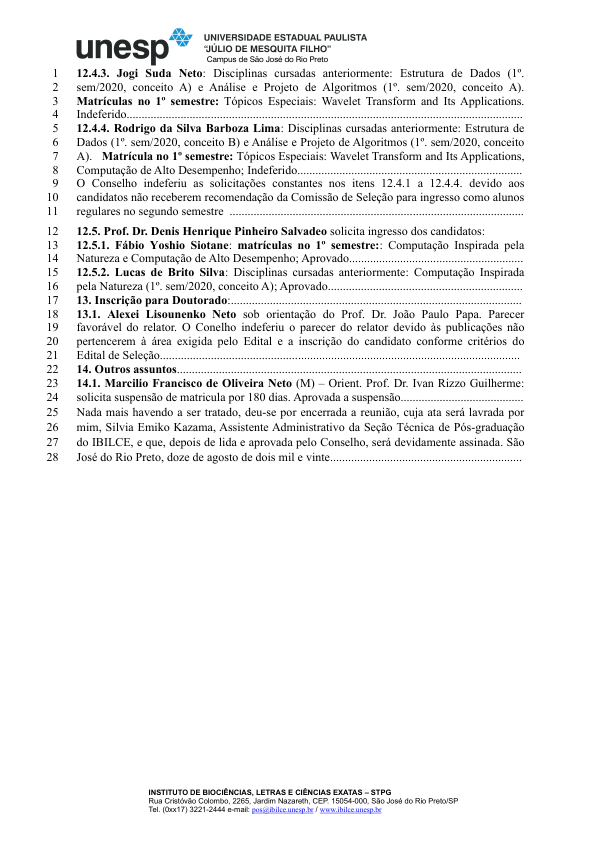 unesp
UNIVERSIDADE ESTADUAL PAULISTA
“JÚLIO DE MESQUITA FILHO”
Campus de São José do Rio Preto
1 12.4.3. Jogi Suda Neto: Disciplinas cursadas anteriormente: Estrutura de Dados (1º.
2 sem/2020, conceito A) e Análise e Projeto de Algoritmos (1º. sem/2020, conceito A).
3 Matrículas no 1º semestre: Tópicos Especiais: Wavelet Transform and Its Applications.
4 Indeferido....................................................................................................................................
5 12.4.4. Rodrigo da Silva Barboza Lima: Disciplinas cursadas anteriormente: Estrutura de
6 Dados (1º. sem/2020, conceito B) e Análise e Projeto de Algoritmos (1º. sem/2020, conceito
7 A). Matrícula no 1º semestre: Tópicos Especiais: Wavelet Transform and Its Applications,
8 Computação de Alto Desempenho; Indeferido...........................................................................
9 O Conselho indeferiu as solicitações constantes nos itens 12.4.1 a 12.4.4. devido aos
10 candidatos não receberem recomendação da Comissão de Seleção para ingresso como alunos
11 regulares no segundo semestre ..................................................................................................
12 12.5. Prof. Dr. Denis Henrique Pinheiro Salvadeo solicita ingresso dos candidatos:
13 12.5.1. Fábio Yoshio Siotane: matrículas no 1º semestre:: Computação Inspirada pela
14 Natureza e Computação de Alto Desempenho; Aprovado..........................................................
15 12.5.2. Lucas de Brito Silva: Disciplinas cursadas anteriormente: Computação Inspirada
16 pela Natureza (1º. sem/2020, conceito A); Aprovado.................................................................
17 13. Inscrição para Doutorado:.................................................................................................
18 13.1. Alexei Lisounenko Neto sob orientação do Prof. Dr. João Paulo Papa. Parecer
19 favorável do relator. O Conelho indeferiu o parecer do relator devido às publicações não
20 pertencerem à área exigida pelo Edital e a inscrição do candidato conforme critérios do
21 Edital de Seleção........................................................................................................................
22 14. Outros assuntos...................................................................................................................
23 14.1. Marcilio Francisco de Oliveira Neto (M) – Orient. Prof. Dr. Ivan Rizzo Guilherme:
24 solicita suspensão de matricula por 180 dias. Aprovada a suspensão.........................................
25 Nada mais havendo a ser tratado, deu-se por encerrada a reunião, cuja ata será lavrada por
26 mim, Silvia Emiko Kazama, Assistente Administrativo da Seção Técnica de Pós-graduação
27 do IBILCE, e que, depois de lida e aprovada pelo Conselho, será devidamente assinada. São
28 José do Rio Preto, doze de agosto de dois mil e vinte................................................................
INSTITUTO DE BIOCIÊNCIAS, LETRAS E CIÊNCIAS EXATAS – STPG
Rua Cristóvão Colombo, 2265, Jardim Nazareth, CEP. 15054-000, São José do Rio Preto/SP
Tel. (0xx17) 3221-2444 e-mail: pos@ibilce.unesp.br / www.ibilce.unesp.br